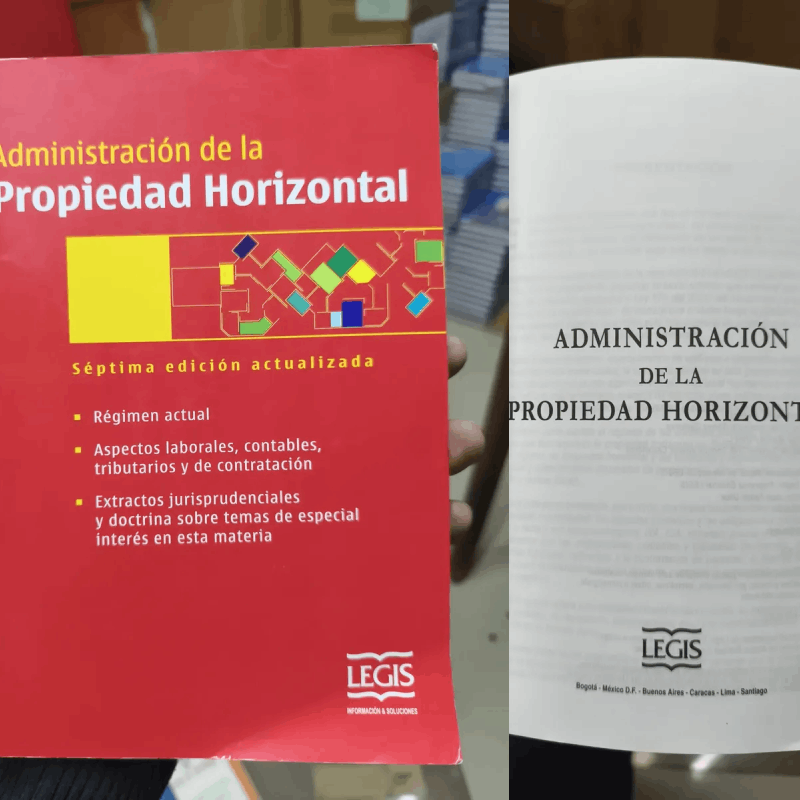 Administración de la
Propiedad Horizontal
Séptima edición actualizada
Régimen actual
Aspectos laborales, contables,
tributarios y de contratación
Extractos jurisprudenciales
y doctrina sobre temas de especial
interés en esta materia
LEGIS
INFORMACIÓN & SOLUCIONES
ADMINISTRACIÓN
DE LA
PROPIEDAD HORIZONT
LEGIS
Bogotá - México D.F. - Buenos Aires - Caracas - Lima - Santiago